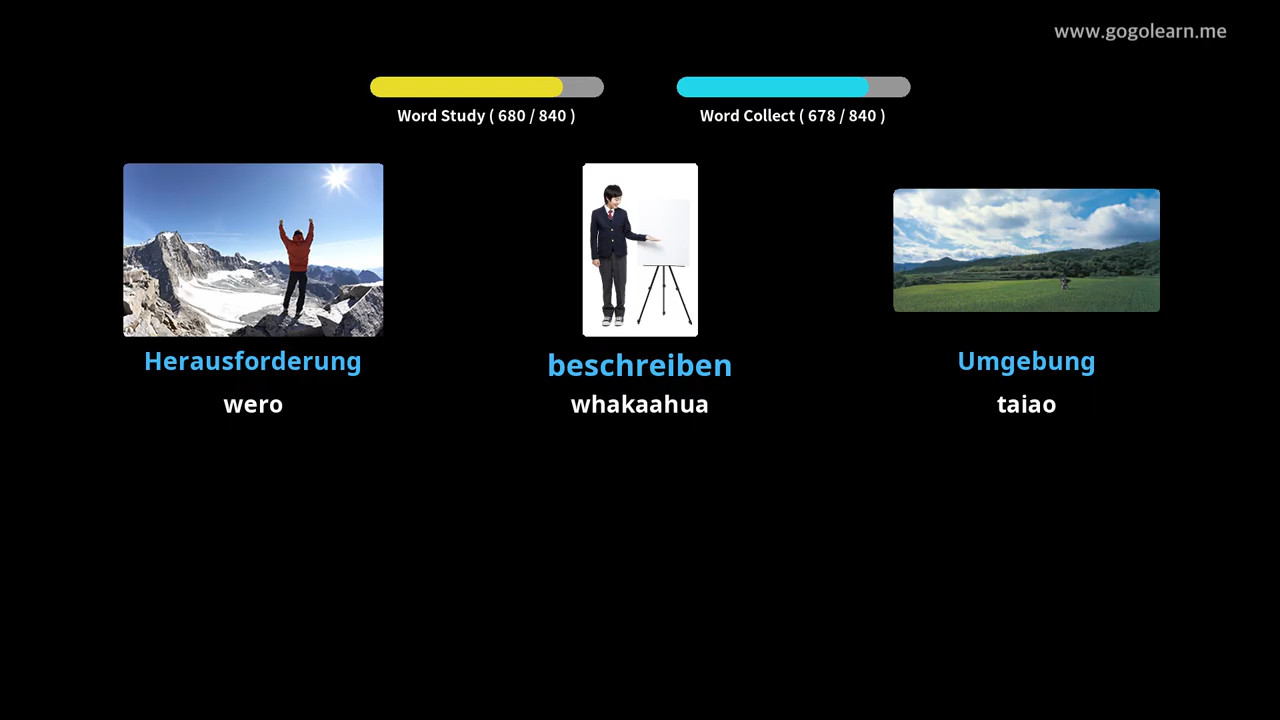 www.gogolearn.me
Word Study ( 680 / 840 )
Word Collect ( 678 / 840 )
Herausforderung
wero
beschreiben
whakaahua
Umgebung
taiao